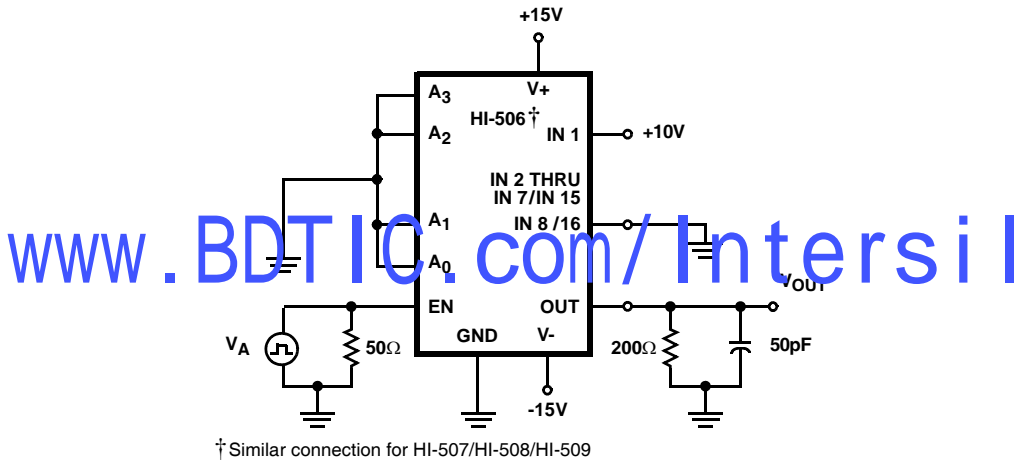 +15V
V+
A3
HI-506†
A2
IN 1
+10V
IN 2 THRU
IN 7/IN 15
A1
IN 8 /16
www.BDTIC.com/Intersil
A0
VOUT
EN
OUT
GND
V-
VA
50Ω
200Ω
50pF
-15V
†Similar connection for HI-507/HI-508/HI-509